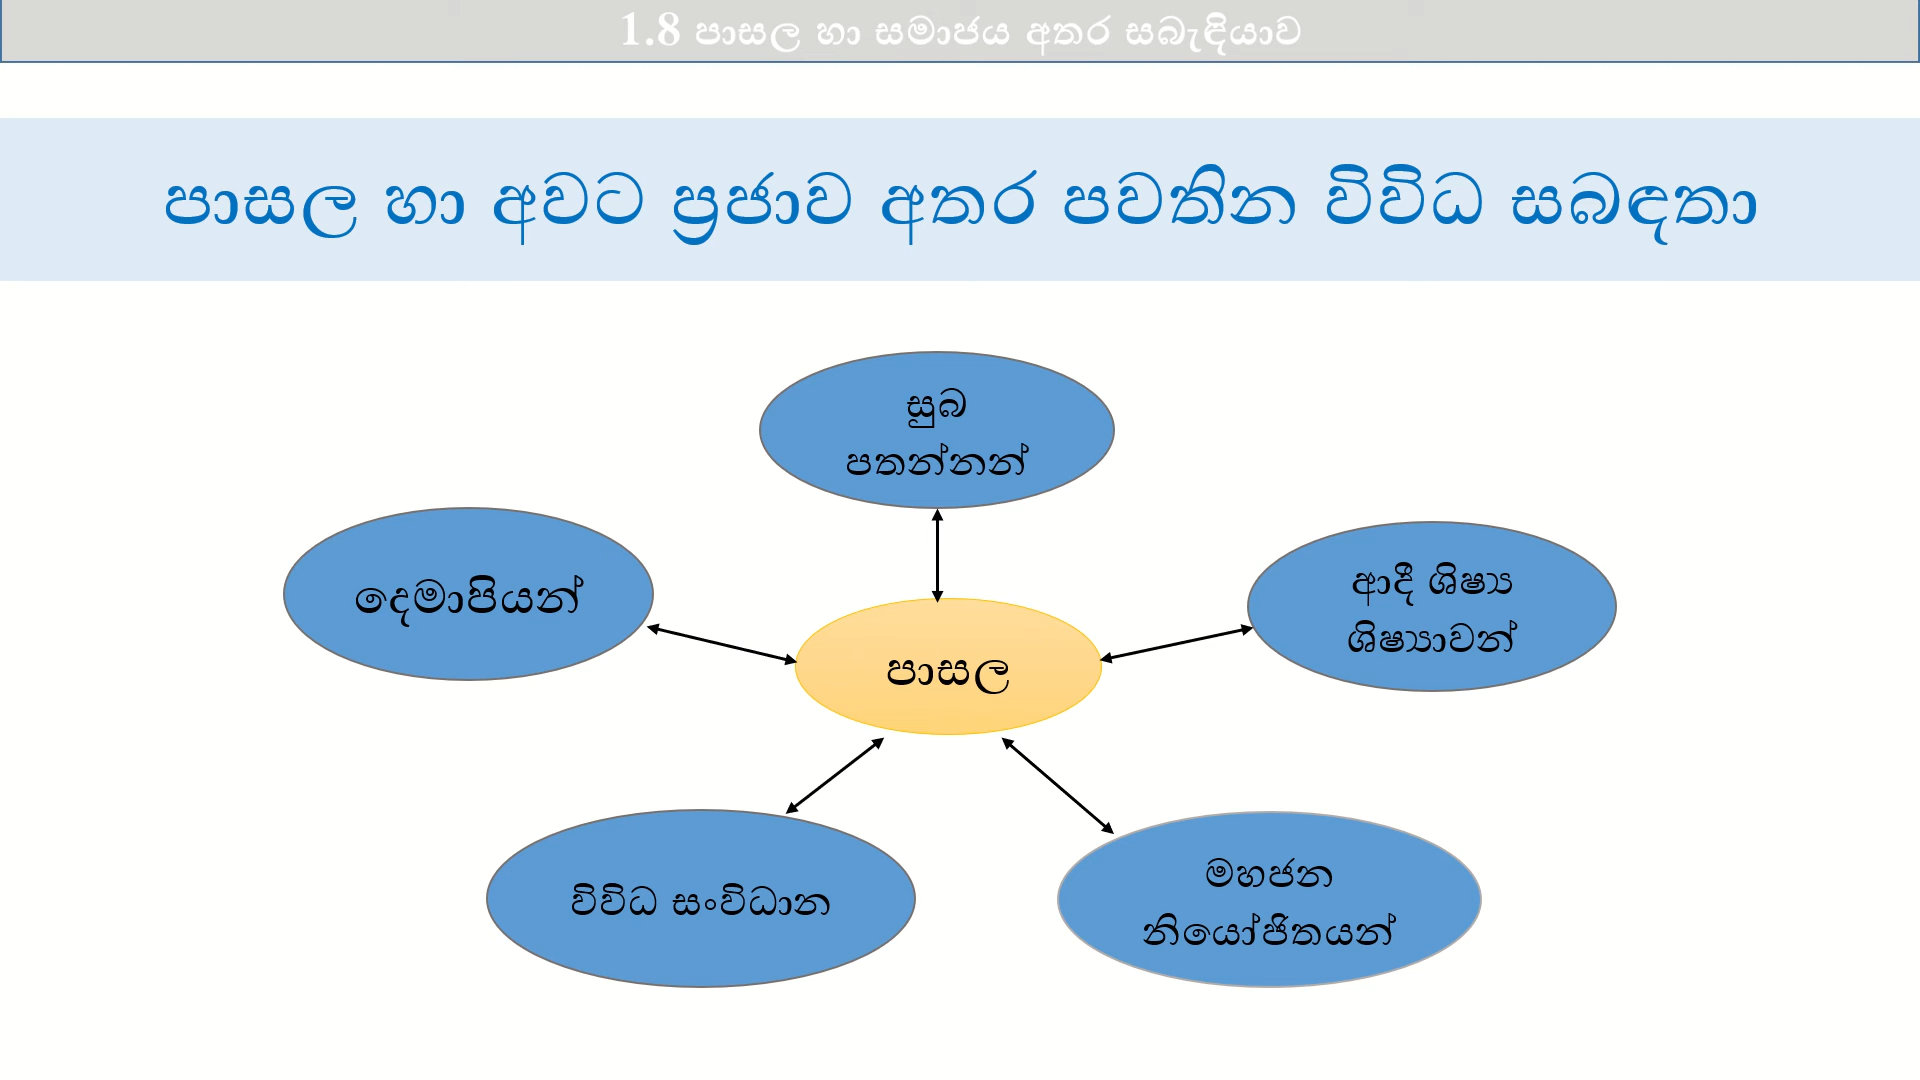 1.8 පාසල හා සමාජය අතර සබැඳියාව
පාසල හා අවට ප්‍රජාව අතර පවතින විවිධ සබඳතා
සුබ
පතන්නන්
දෙමාපියන්
ආදී ශිෂ්‍ය
ශිෂ්‍යාවන්
පාසල
විවිධ සංවිධාන
මහජන
නියෝජිතයන්